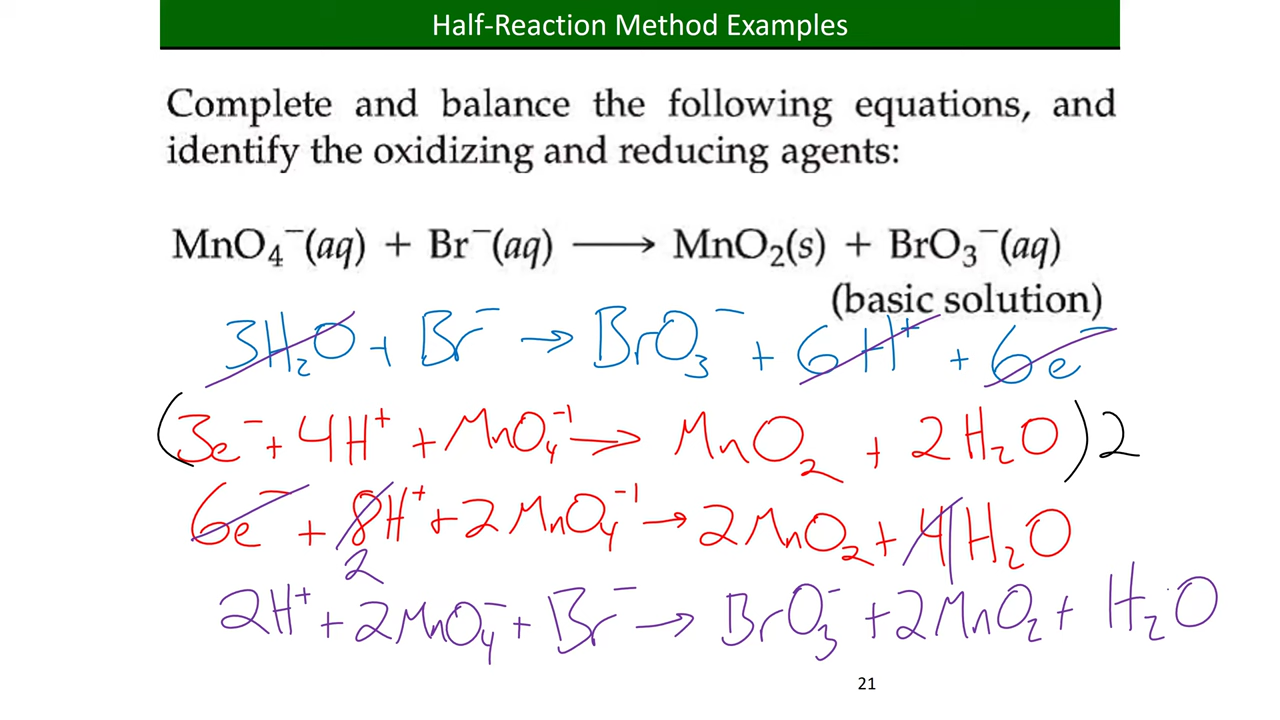 Half-Reaction Method Examples
Complete and balance the following equations, and
identify the oxidizing and reducing agents:
MnO₄⁻(aq) + Br⁻(aq) ⟶ MnO₂(s) + BrO₃⁻(aq)
(basic solution)
3H₂O + Br⁻ → BrO₃⁻ + 6H⁺ + 6e⁻
(3e⁻ + 4H⁺ + MnO₄⁻¹ → MnO₂ + 2H₂O)2
6e⁻ + 8H⁺ + 2MnO₄⁻¹ → 2MnO₂ + 4H₂O
2 1
2H⁺ + 2MnO₄⁻ + Br⁻ → BrO₃⁻ + 2MnO₂ + H₂O
21